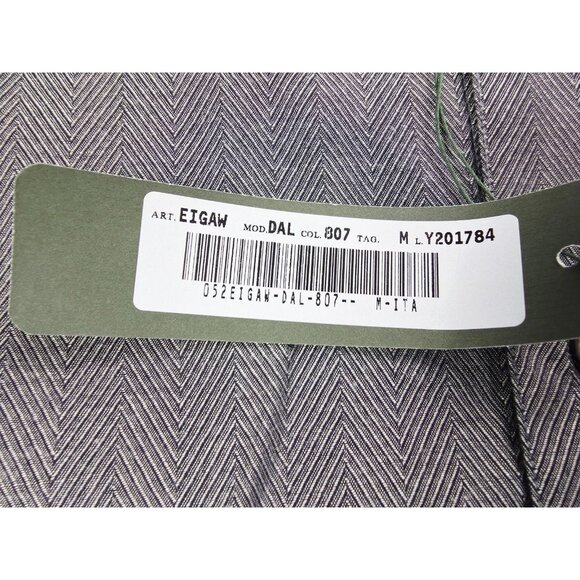 ART. EIGAW MOD. DAL COL. 807 TAG. M L. Y201784
052EIGAW-DAL-807-- M-ITA